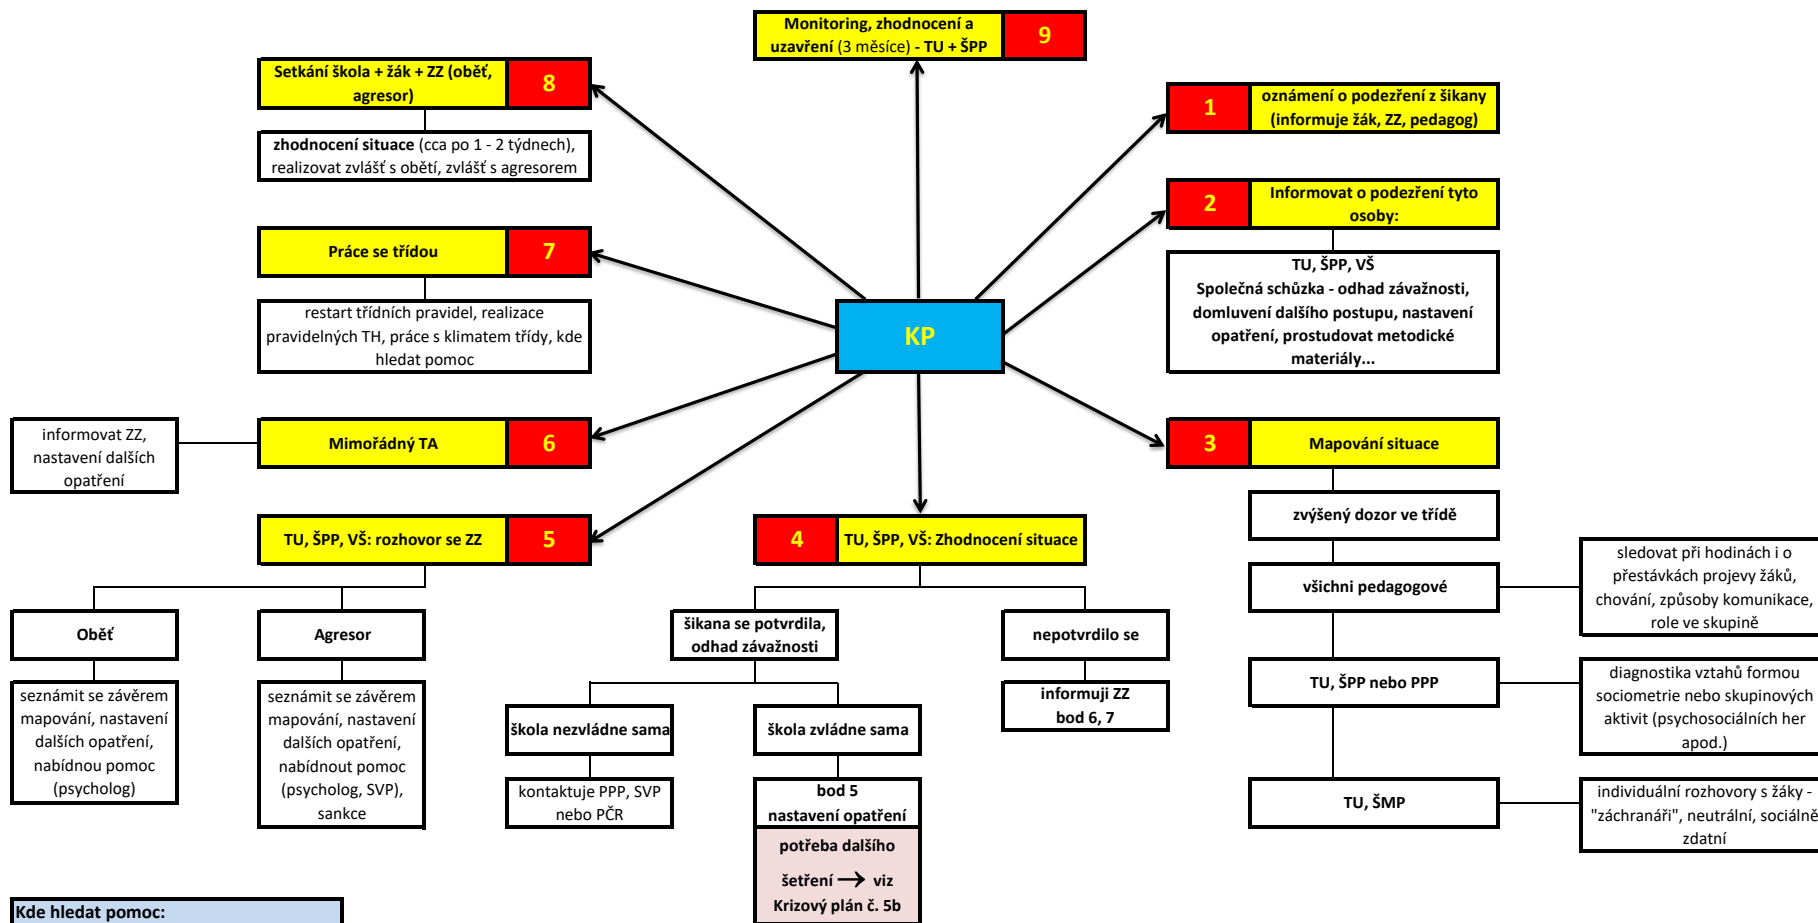 Monitoring, zhodnocení a
uzavření (3 měsíce) - TU + ŠPP
9
Setkání škola + žák + ZZ (oběť,
agresor)
8
zhodnocení situace (cca po 1 - 2 týdnech),
realizovat zvlášť s obětí, zvlášť s agresorem
1
oznámení o podezření z šikany
(informuje žák, ZZ, pedagog)
2
Informovat o podezření tyto
osoby:
TU, ŠPP, VŠ
Společná schůzka - odhad závažnosti,
domluvení dalšího postupu, nastavení
opatření, prostudovat metodické
materiály...
Práce se třídou
7
restart třídních pravidel, realizace
pravidelných TH, práce s klimatem třídy, kde
hledat pomoc
KP
informovat ZZ,
nastavení dalších
opatření
Mimořádný TA
6
3
Mapování situace
zvýšený dozor ve třídě
všichni pedagogové
sledovat při hodinách i o
přestávkách projevy žáků,
chování, způsoby komunikace,
role ve skupině
TU, ŠPP nebo PPP
diagnostika vztahů formou
sociometrie nebo skupinových
aktivit (psychosociálních her
apod.)
TU, ŠMP
individuální rozhovory s žáky -
"záchranáři", neutrální, sociálně
zdatní
TU, ŠPP, VŠ: rozhovor se ZZ
5
Oběť
seznámit se závěrem
mapování, nastavení
dalších opatření,
nabídnou pomoc
(psycholog)
Agresor
seznámit se závěrem
mapování, nastavení
dalších opatření,
nabídnout pomoc
(psycholog, SVP),
sankce
4
TU, ŠPP, VŠ: Zhodnocení situace
šikana se potvrdila,
odhad závažnosti
nepotvrdilo se
informuji ZZ
bod 6, 7
škola nezvládne sama
kontaktuje PPP, SVP
nebo PČR
škola zvládne sama
bod 5
nastavení opatření
potřeba dalšího
šetření → viz
Krizový plán č. 5b
Kde hledat pomoc: